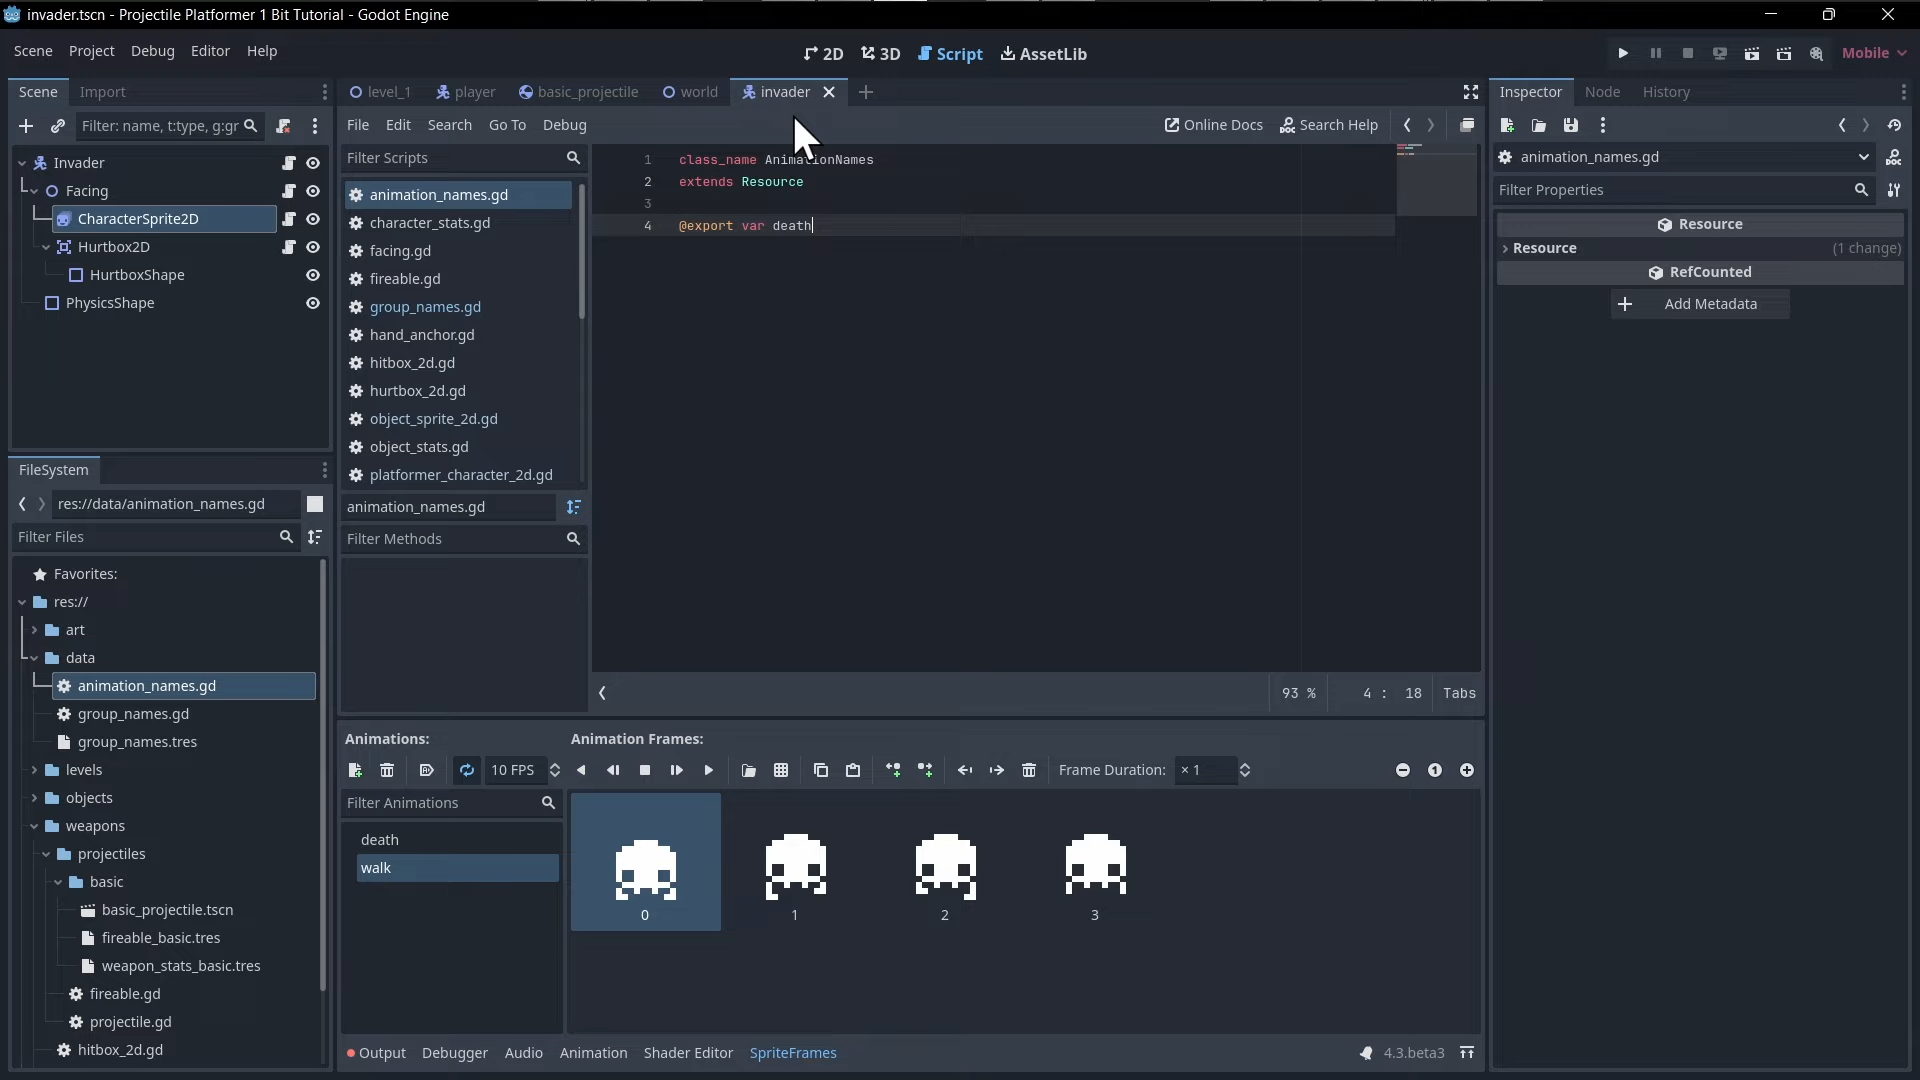 invader.tscn - Projectile Platformer 1 Bit Tutorial - Godot Engine
Scene Project Debug Editor Help
2D 3D Script AssetLib
Mobile
Scene Import
level_1 player basic_projectile world invader
Inspector Node History
Filter: name, t:type, g:gr
File Edit Search Go To Debug
Online Docs Search Help
Invader
Facing
CharacterSprite2D
Hurtbox2D
HurtboxShape
PhysicsShape
Filter Scripts
animation_names.gd
character_stats.gd
facing.gd
fireable.gd
group_names.gd
hand_anchor.gd
hitbox_2d.gd
hurtbox_2d.gd
object_sprite_2d.gd
object_stats.gd
platformer_character_2d.gd
animation_names.gd
Filter Methods
1 class_name AnimationNames
2 extends Resource
3
4 @export var death
93 % 4 : 18 Tabs
animation_names.gd
Filter Properties
Resource
Resource (1 change)
RefCounted
Add Metadata
FileSystem
res://data/animation_names.gd
Filter Files
Favorites:
res://
art
data
animation_names.gd
group_names.gd
group_names.tres
levels
objects
weapons
projectiles
basic
basic_projectile.tscn
fireable_basic.tres
weapon_stats_basic.tres
fireable.gd
projectile.gd
hitbox_2d.gd
Animations: Animation Frames:
10 FPS
Frame Duration: ×1
1
Filter Animations
death
walk
0 1 2 3
Output Debugger Audio Animation Shader Editor SpriteFrames
4.3.beta3